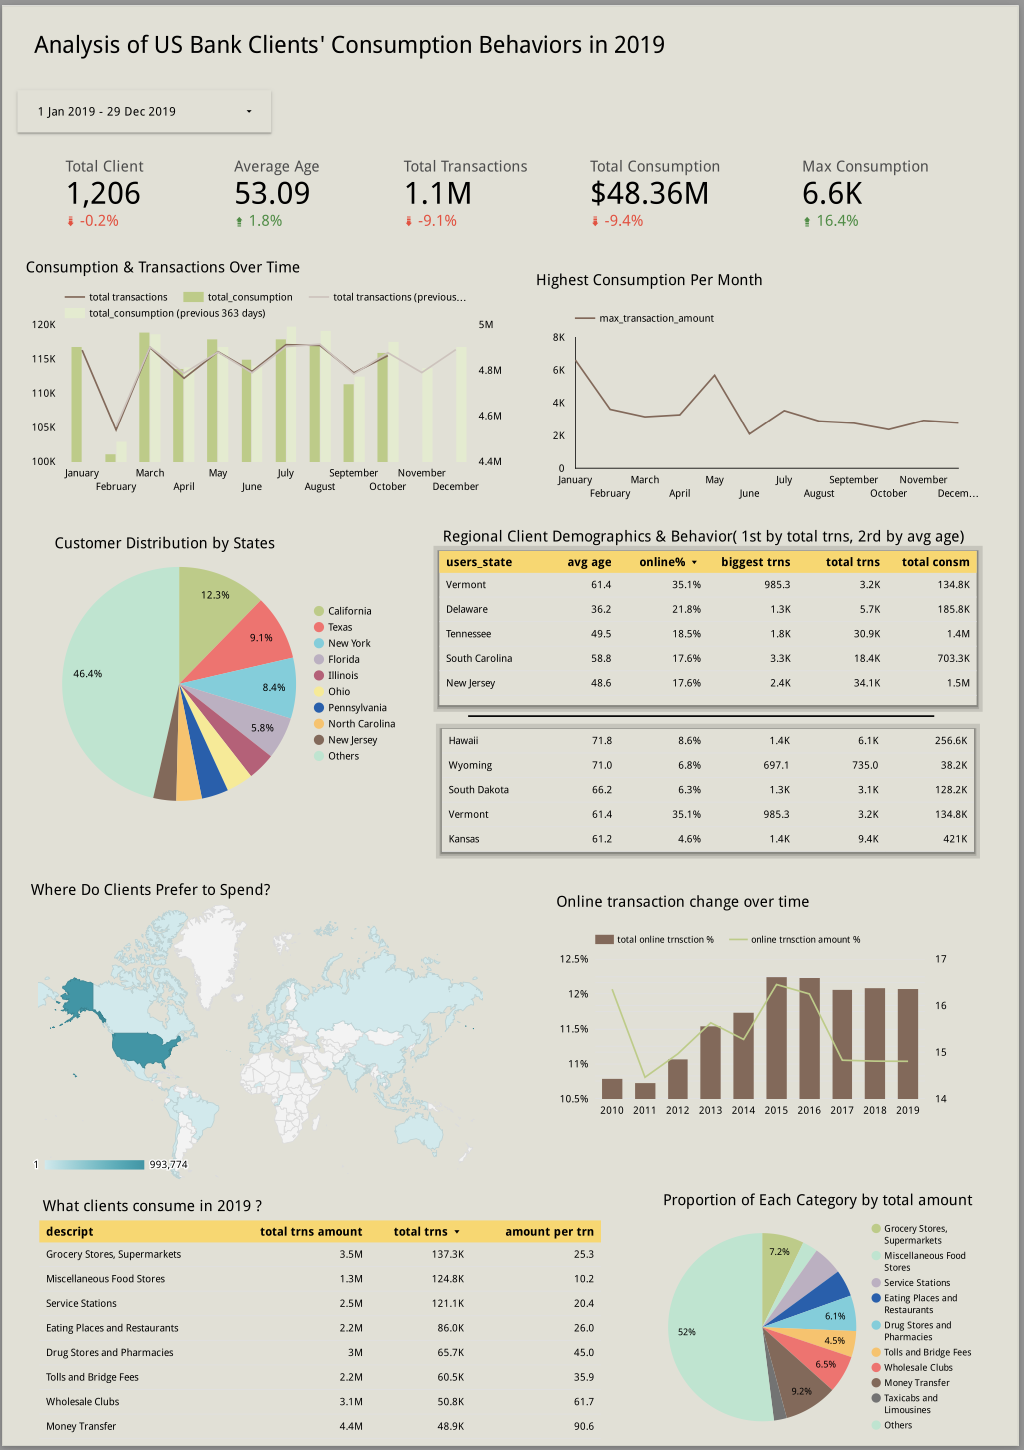 Analysis of US Bank Clients' Consumption Behaviors in 2019
1 Jan 2019 - 29 Dec 2019
Total Client
1,206
-0.2%
Average Age
53.09
1.8%
Total Transactions
1.1M
-9.1%
Total Consumption
$48.36M
-9.4%
Max Consumption
6.6K
16.4%
Consumption & Transactions Over Time
total transactions total_consumption total transactions (previous...
total_consumption (previous 363 days)
120K
115K
110K
105K
100K
5M
4.8M
4.6M
4.4M
January March May July September November
February April June August October December
Highest Consumption Per Month
max_transaction_amount
8K
6K
4K
2K
0
January March May July September November
February April June August October Decem...
Customer Distribution by States
12.3%
9.1%
8.4%
5.8%
46.4%
California
Texas
New York
Florida
Illinois
Ohio
Pennsylvania
North Carolina
New Jersey
Others
Regional Client Demographics & Behavior( 1st by total trns, 2rd by avg age)
users_state avg age online% biggest trns total trns total consm
Vermont 61.4 35.1% 985.3 3.2K 134.8K
Delaware 36.2 21.8% 1.3K 5.7K 185.8K
Tennessee 49.5 18.5% 1.8K 30.9K 1.4M
South Carolina 58.8 17.6% 3.3K 18.4K 703.3K
New Jersey 48.6 17.6% 2.4K 34.1K 1.5M
Hawaii 71.8 8.6% 1.4K 6.1K 256.6K
Wyoming 71.0 6.8% 697.1 735.0 38.2K
South Dakota 66.2 6.3% 1.3K 3.1K 128.2K
Vermont 61.4 35.1% 985.3 3.2K 134.8K
Kansas 61.2 4.6% 1.4K 9.4K 421K
Where Do Clients Prefer to Spend?
1 993,774
Online transaction change over time
total online trnsction % online trnsction amount %
12.5%
12%
11.5%
11%
10.5%
17
16
15
14
2010 2011 2012 2013 2014 2015 2016 2017 2018 2019
What clients consume in 2019 ?
descript total trns amount total trns amount per trn
Grocery Stores, Supermarkets 3.5M 137.3K 25.3
Miscellaneous Food Stores 1.3M 124.8K 10.2
Service Stations 2.5M 121.1K 20.4
Eating Places and Restaurants 2.2M 86.0K 26.0
Drug Stores and Pharmacies 3M 65.7K 45.0
Tolls and Bridge Fees 2.2M 60.5K 35.9
Wholesale Clubs 3.1M 50.8K 61.7
Money Transfer 4.4M 48.9K 90.6
Proportion of Each Category by total amount
7.2%
6.1%
4.5%
6.5%
9.2%
52%
Grocery Stores,
Supermarkets
Miscellaneous Food
Stores
Service Stations
Eating Places and
Restaurants
Drug Stores and
Pharmacies
Tolls and Bridge Fees
Wholesale Clubs
Money Transfer
Taxicabs and
Limousines
Others